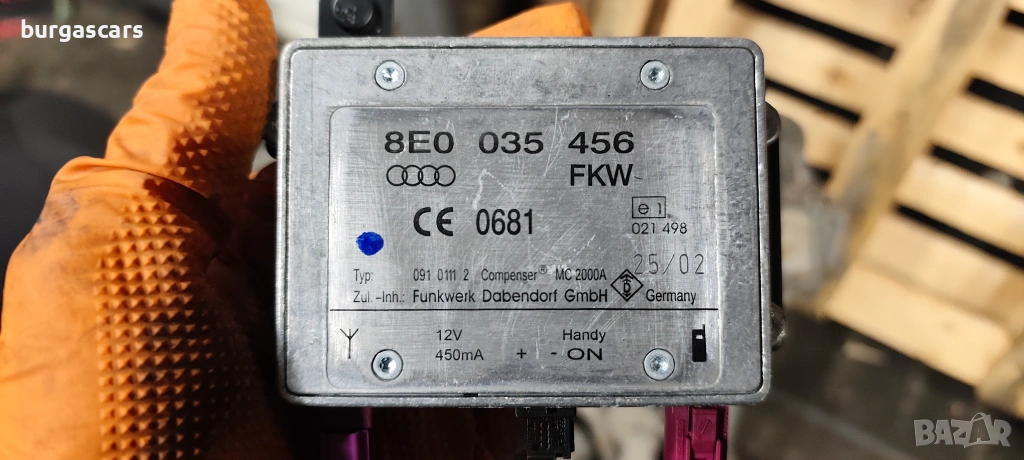 burgascars
8E0 035 456
FKW
CE 0681
e1
021 498
25/02
Typ: 091 0111 2 Compenser® MC 2000A
Zul. -Inh.: Funkwerk Dabendorf GmbH Germany
12V Handy
450mA + - ON
BAZAR